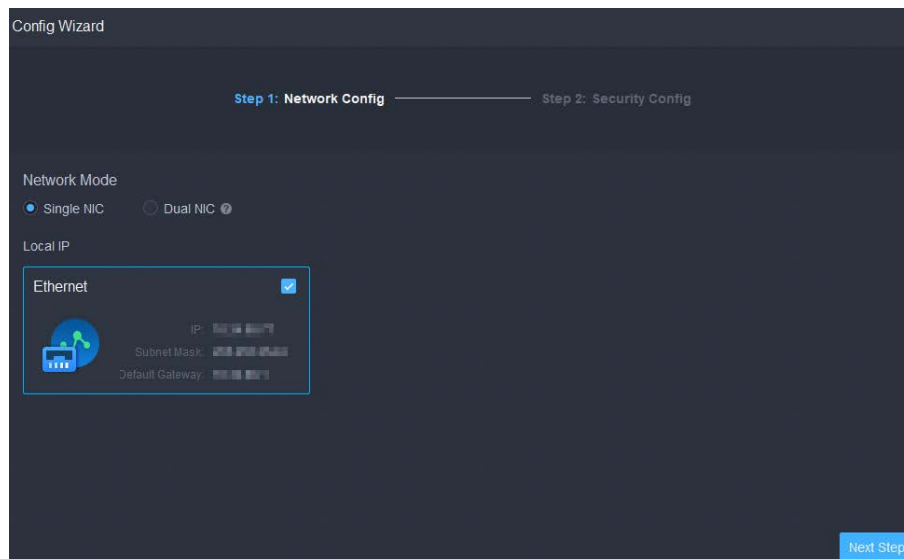 Config Wizard
Step 1: Network Config Step 2: Security Config
Network Mode
Single NIC Dual NIC
Local IP
Ethernet
IP:
Subnet Mask:
Default Gateway:
Next Step